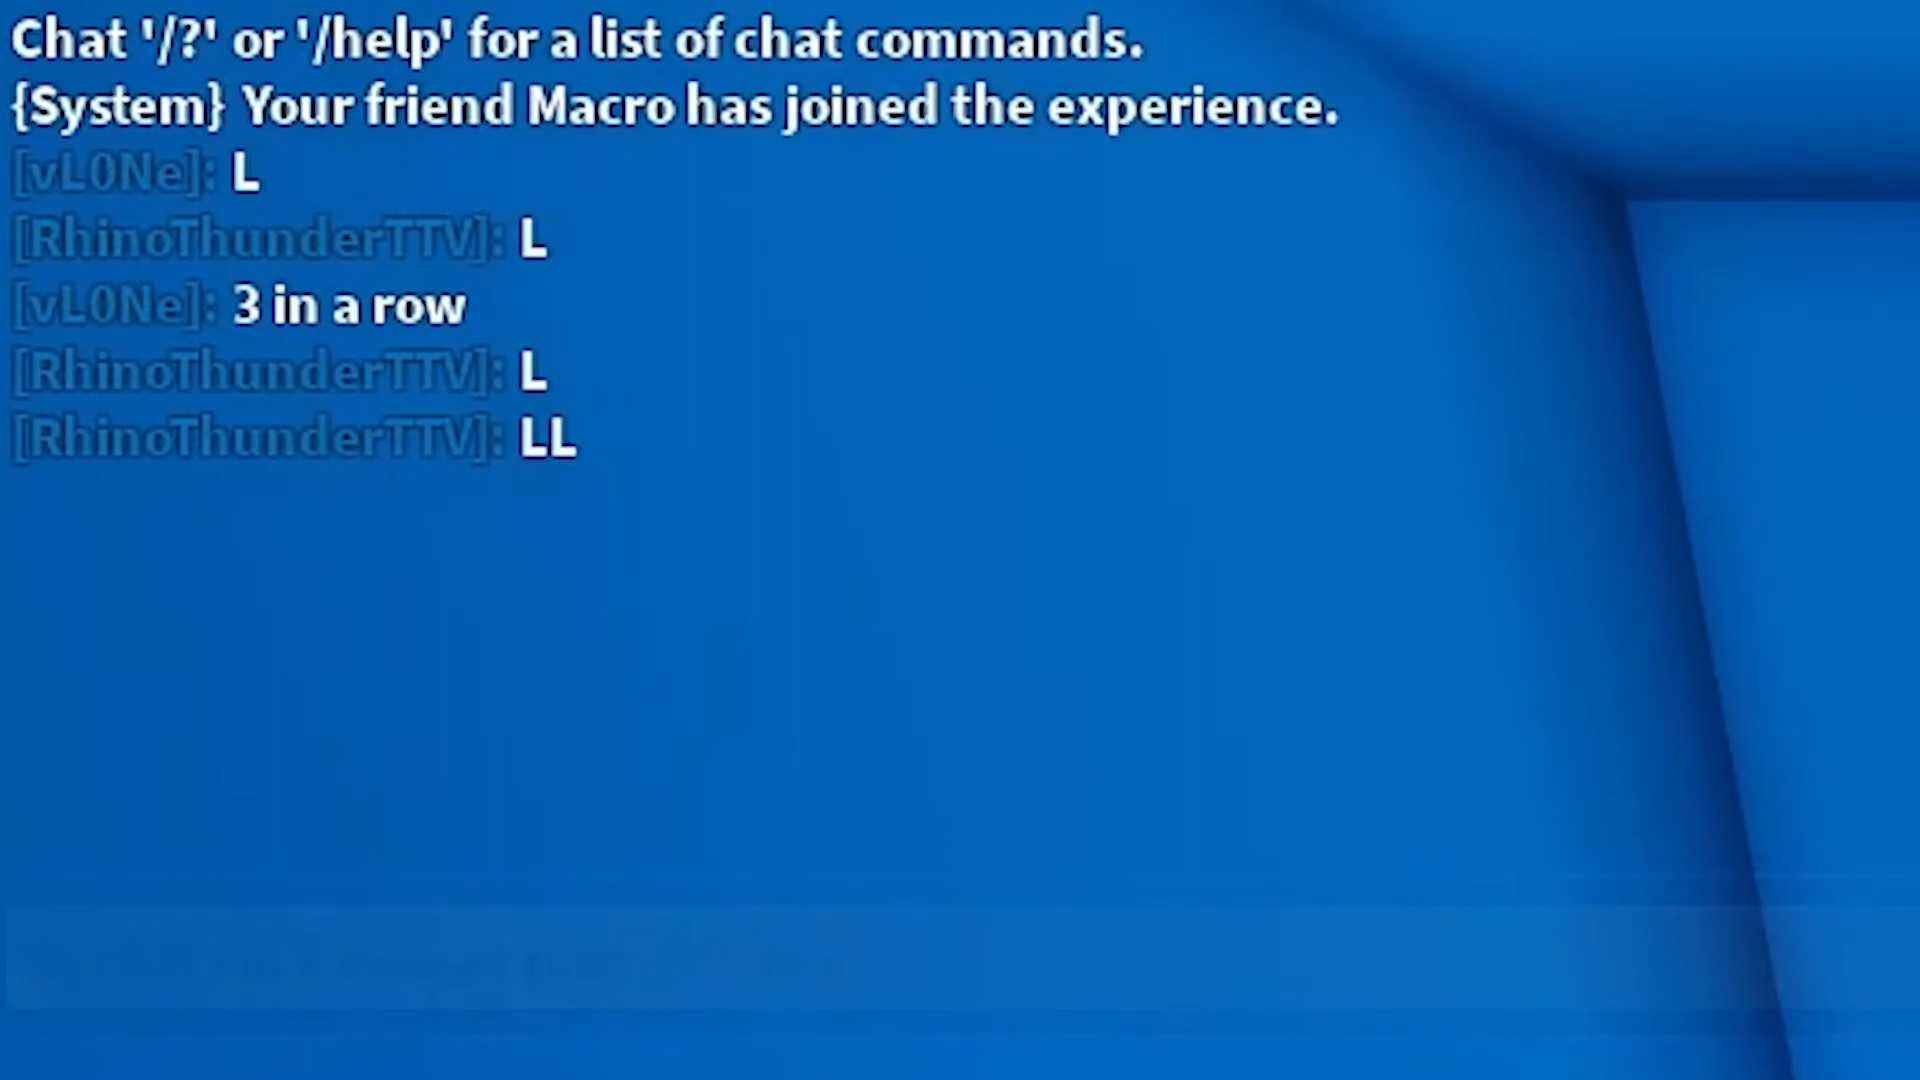 Chat '/?' or '/help' for a list of chat commands.
{System} Your friend Macro has joined the experience.
[vL0Ne]: L
[RhinoThunderTTV]: L
[vL0Ne]: 3 in a row
[RhinoThunderTTV]: L
[RhinoThunderTTV]: LL